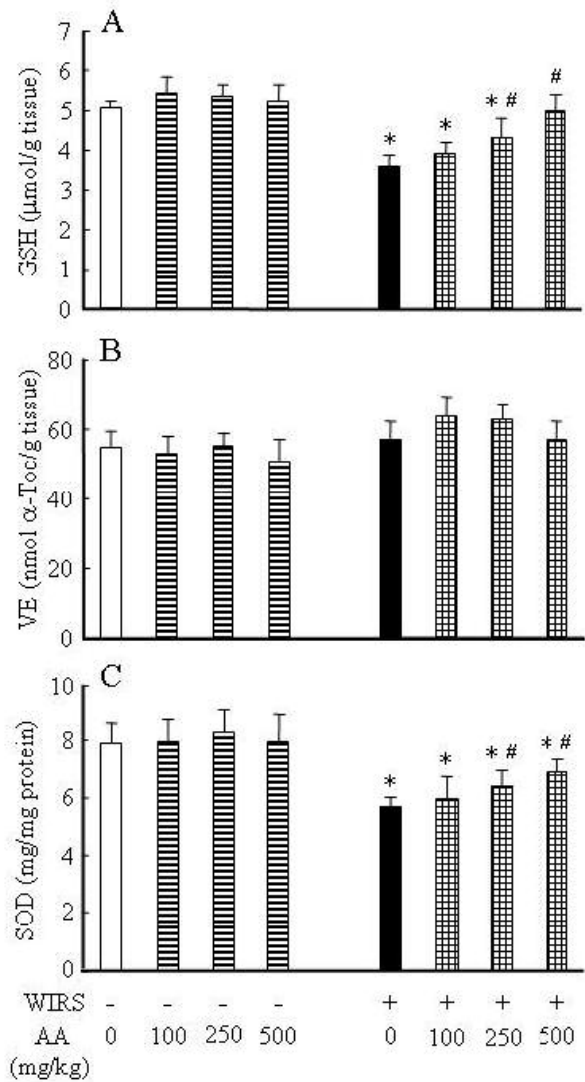 A
7
6
5
4
3
2
1
0
GSH (μmol/g tissue)
* * * # #
B
80
60
40
20
0
VE (nmol α-Toc/g tissue)
C
10
8
6
4
2
0
SOD (mg/mg protein)
* * * # * #
WIRS - - - - + + + +
AA 0 100 250 500 0 100 250 500
(mg/kg)